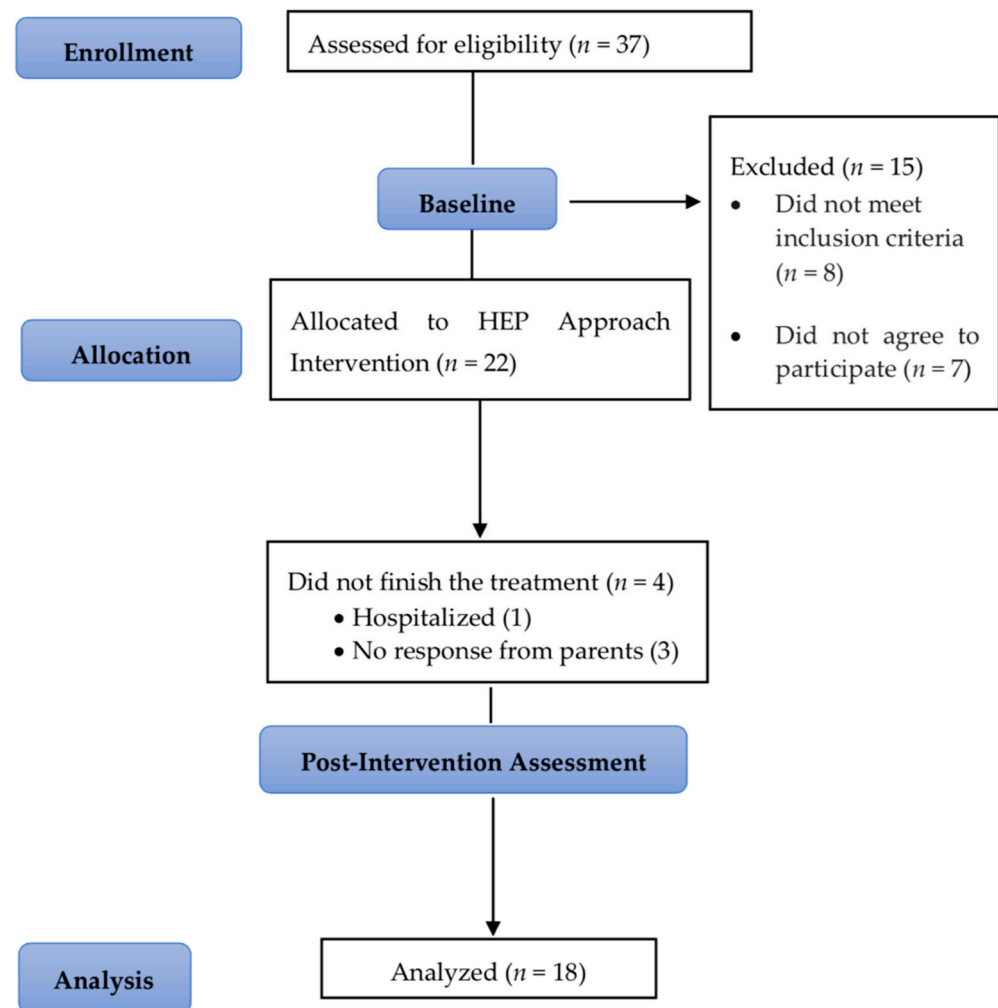 Enrollment
Assessed for eligibility (n = 37)
Baseline
Excluded (n = 15)
• Did not meet
inclusion criteria
(n = 8)
• Did not agree to
participate (n = 7)
Allocation
Allocated to HEP Approach
Intervention (n = 22)
Did not finish the treatment (n = 4)
• Hospitalized (1)
• No response from parents (3)
Post-Intervention Assessment
Analysis
Analyzed (n = 18)